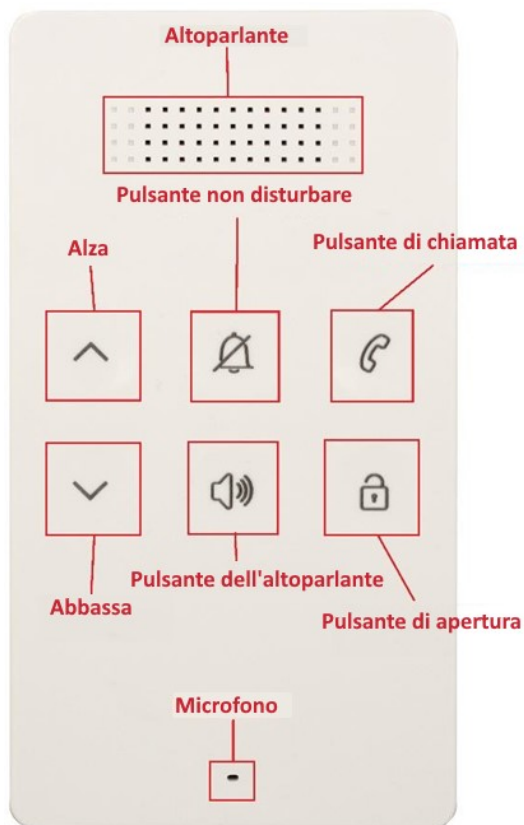 Altoparlante
Pulsante non disturbare
Pulsante di chiamata
Alza
Pulsante dell'altoparlante
Abbassa
Pulsante di apertura
Microfono